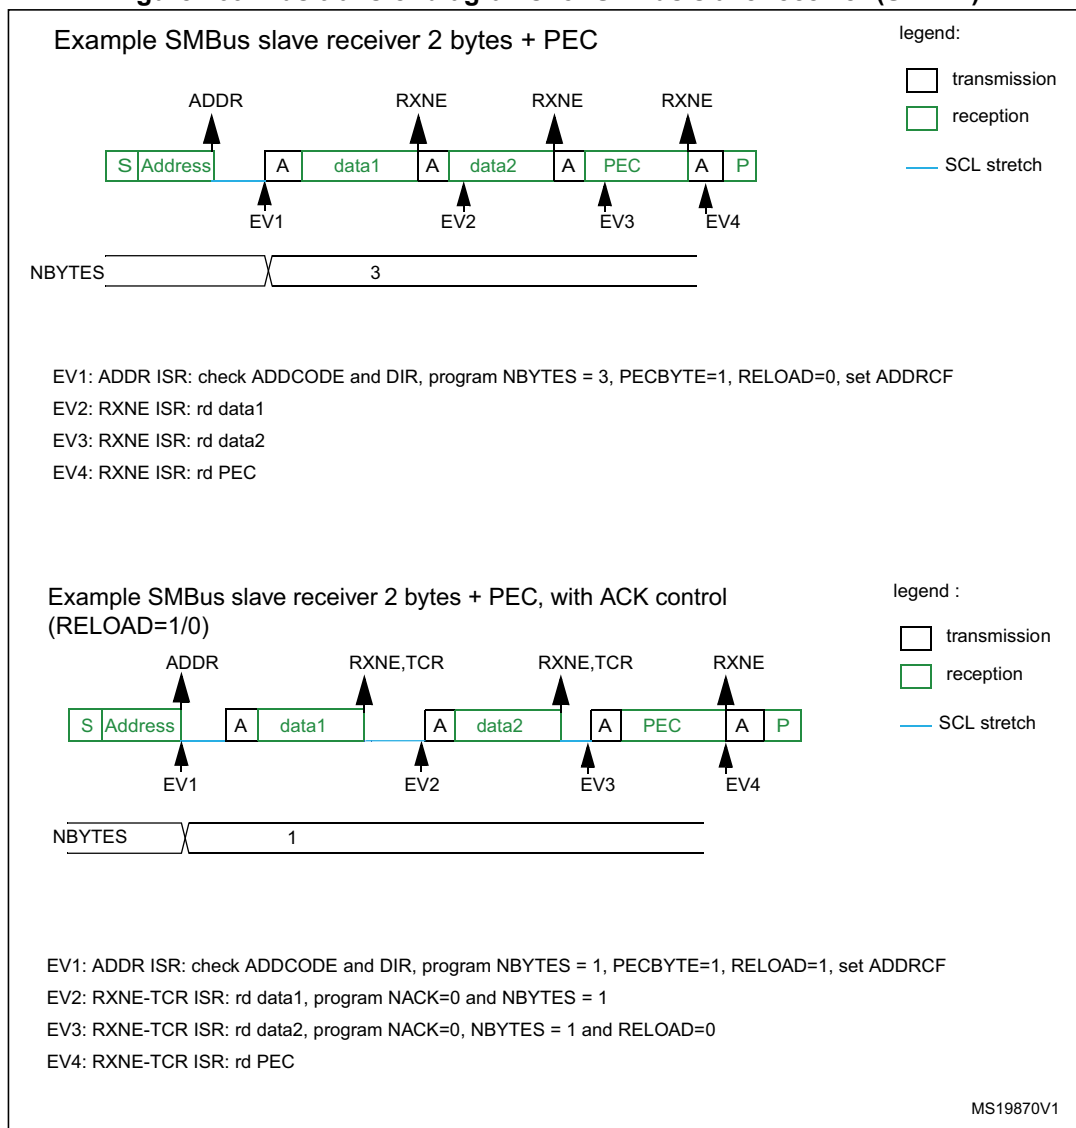 Example SMBus slave receiver 2 bytes + PEC
legend:
transmission
reception
SCL stretch
ADDR RXNE RXNE RXNE
S Address A data1 A data2 A PEC A P
EV1 EV2 EV3 EV4
NBYTES 3
EV1: ADDR ISR: check ADDCODE and DIR, program NBYTES = 3, PECBYTE=1, RELOAD=0, set ADDRCF
EV2: RXNE ISR: rd data1
EV3: RXNE ISR: rd data2
EV4: RXNE ISR: rd PEC
Example SMBus slave receiver 2 bytes + PEC, with ACK control
(RELOAD=1/0)
legend :
transmission
reception
SCL stretch
ADDR RXNE,TCR RXNE,TCR RXNE
S Address A data1 A data2 A PEC A P
EV1 EV2 EV3 EV4
NBYTES 1
EV1: ADDR ISR: check ADDCODE and DIR, program NBYTES = 1, PECBYTE=1, RELOAD=1, set ADDRCF
EV2: RXNE-TCR ISR: rd data1, program NACK=0 and NBYTES = 1
EV3: RXNE-TCR ISR: rd data2, program NACK=0, NBYTES = 1 and RELOAD=0
EV4: RXNE-TCR ISR: rd PEC
MS19870V1